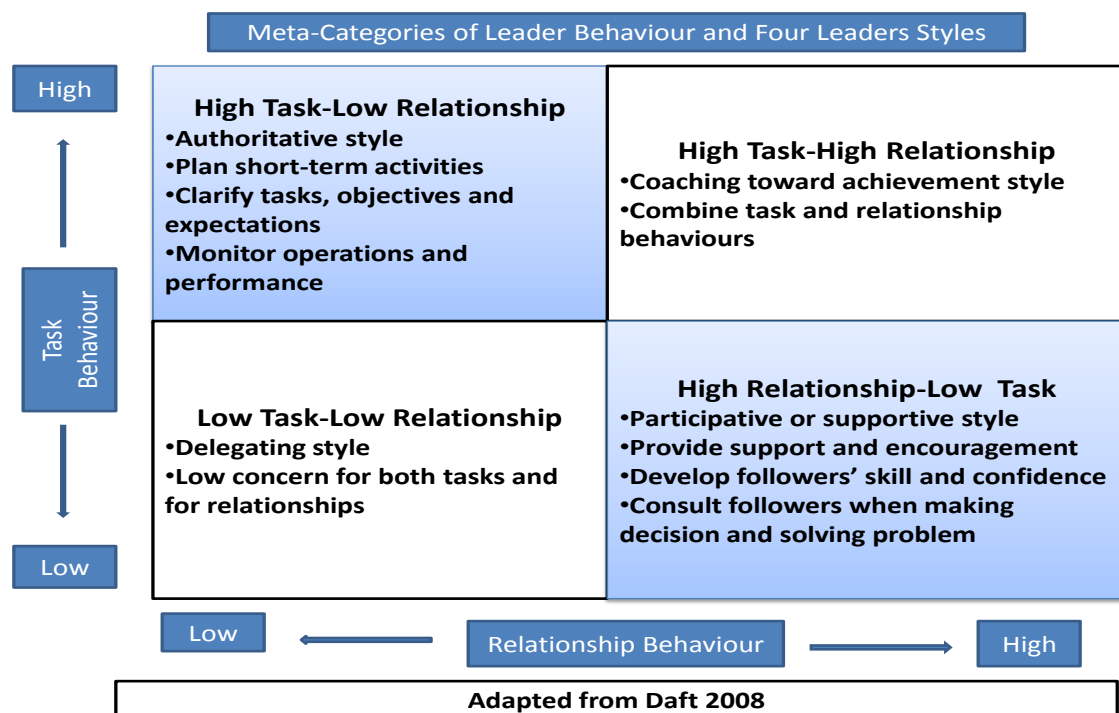 Meta-Categories of Leader Behaviour and Four Leaders Styles
High
High Task-Low Relationship
•Authoritative style
•Plan short-term activities
•Clarify tasks, objectives and
expectations
•Monitor operations and
performance
High Task-High Relationship
•Coaching toward achievement style
•Combine task and relationship
behaviours
Task
Behaviour
Low Task-Low Relationship
•Delegating style
•Low concern for both tasks and
for relationships
High Relationship-Low  Task
•Participative or supportive style
•Provide support and encouragement
•Develop followers’ skill and confidence
•Consult followers when making
decision and solving problem
Low
Low
Relationship Behaviour
High
Adapted from Daft 2008